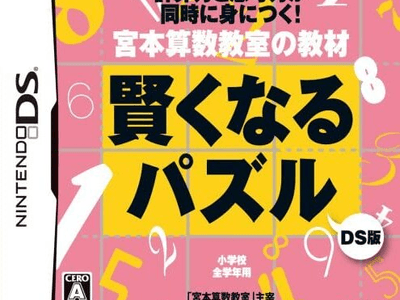 同時に身につく!
宮本算数教室の教材
賢くなる
パズル
DS版
小学校
全学年用
「宮本算数教室」主宰
NINTENDO DS
CERO
A